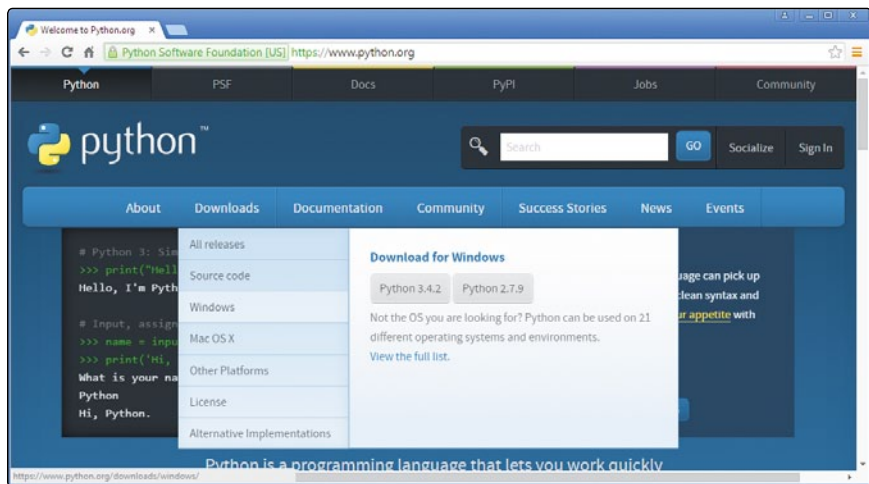 Welcome to Python.org
Python Software Foundation [US] https://www.python.org
Python PSF Docs PyPI Jobs Community
python™
Search GO Socialize Sign In
About Downloads Documentation Community Success Stories News Events
# Python 3: Sim
>>> print("Hell
Hello, I'm Pyth
# Input, assign
>>> name = inpu
>>> print('Hi,
What is your na
Python
Hi, Python.
All releases
Source code
Windows
Mac OS X
Other Platforms
License
Alternative Implementations
Download for Windows
Python 3.4.2 Python 2.7.9
Not the OS you are looking for? Python can be used on 21
different operating systems and environments.
View the full list.
uage can pick up
clean syntax and
ur appetite with
Python is a programming language that lets you work quickly
https://www.python.org/downloads/windows/